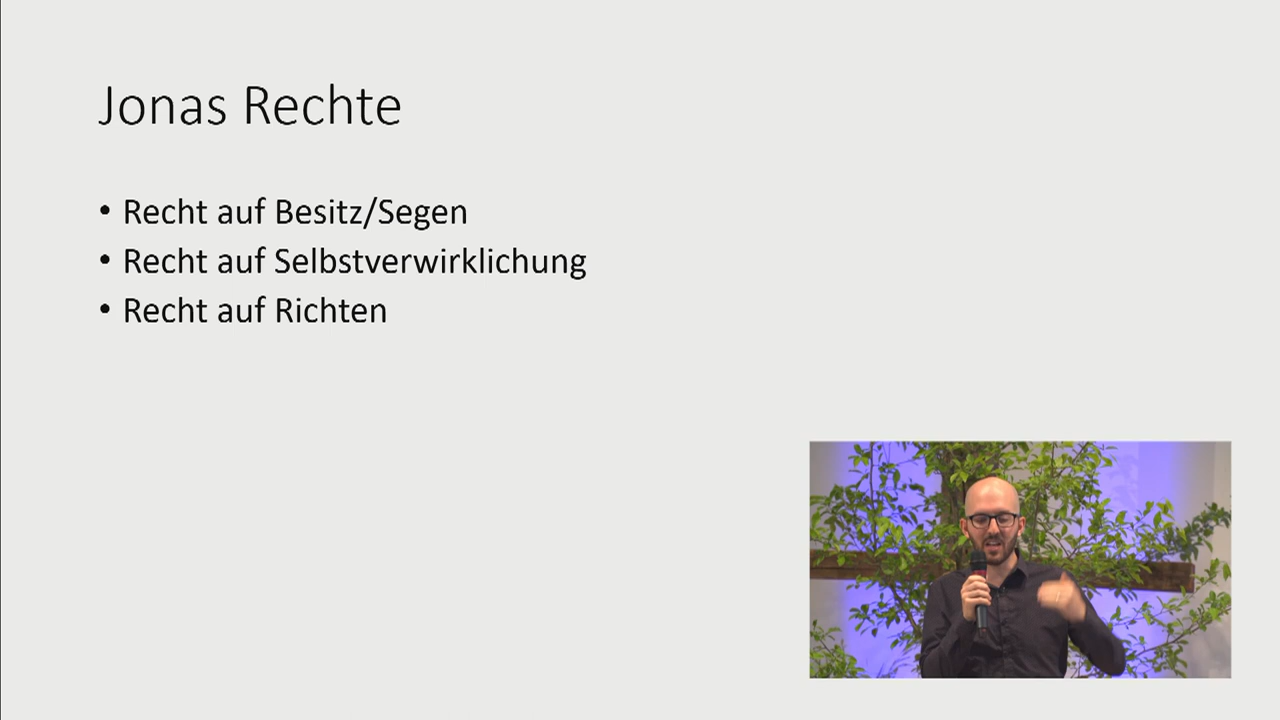 Jonas Rechte
• Recht auf Besitz/Segen
• Recht auf Selbstverwirklichung
• Recht auf Richten